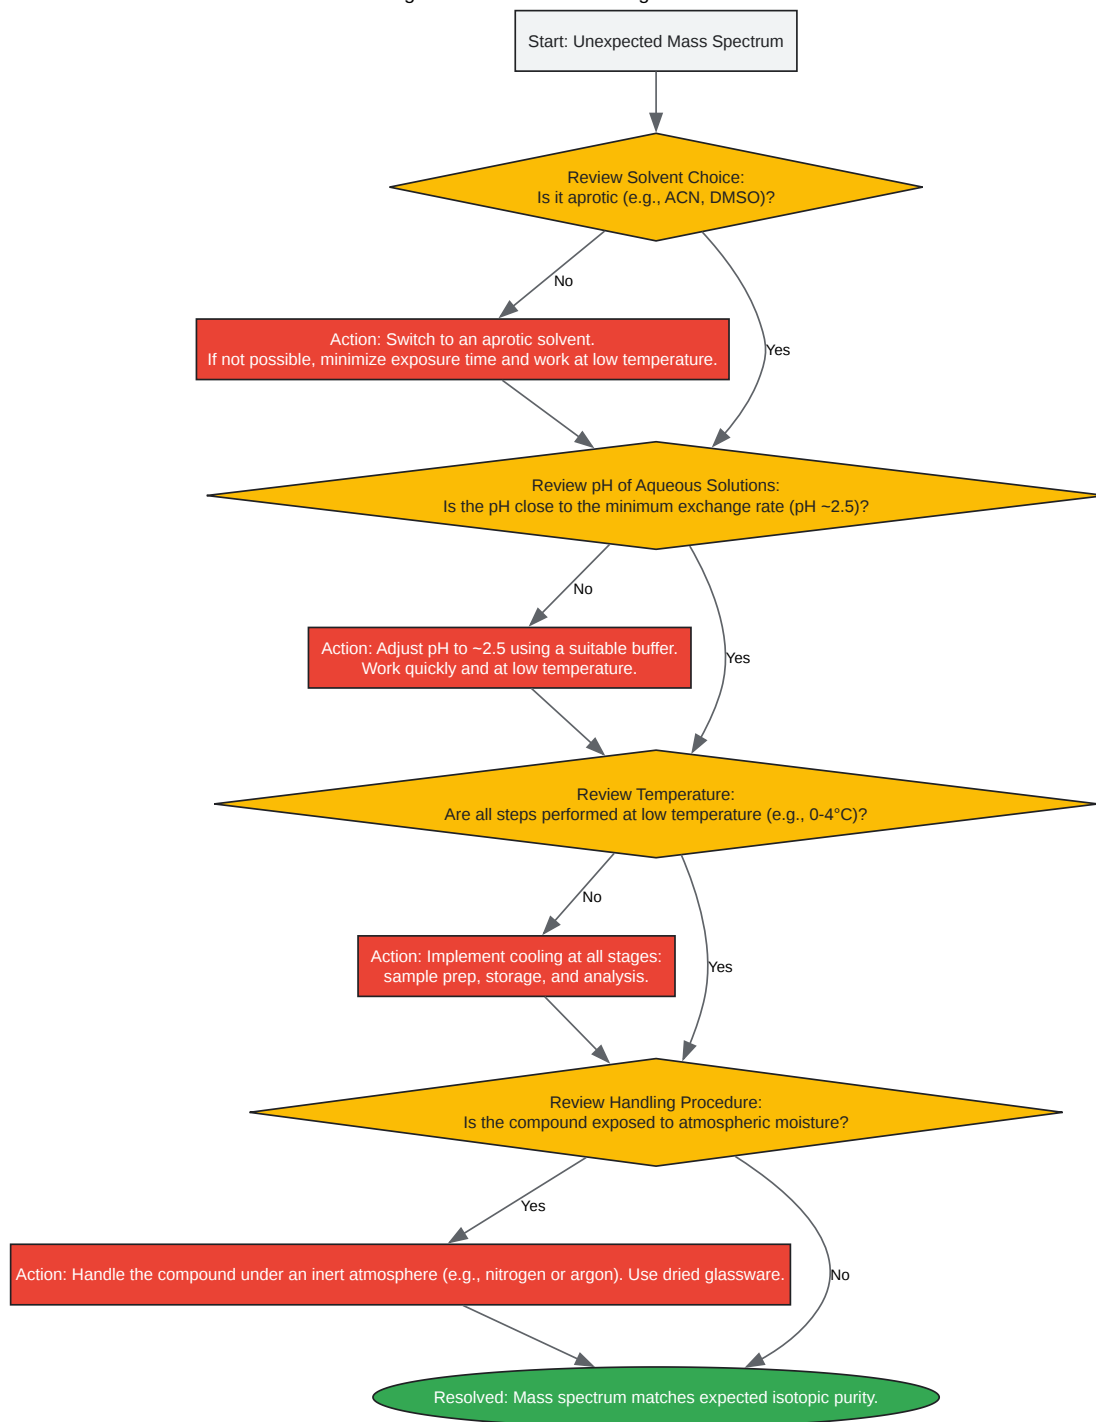 Start: Unexpected Mass Spectrum
Review Solvent Choice:
Is it aprotic (e.g., ACN, DMSO)?
No
Yes
Action: Switch to an aprotic solvent.
If not possible, minimize exposure time and work at low temperature.
Review pH of Aqueous Solutions:
Is the pH close to the minimum exchange rate (pH ~2.5)?
No
Yes
Action: Adjust pH to ~2.5 using a suitable buffer.
Work quickly and at low temperature.
Review Temperature:
Are all steps performed at low temperature (e.g., 0-4°C)?
No
Yes
Action: Implement cooling at all stages:
sample prep, storage, and analysis.
Review Handling Procedure:
Is the compound exposed to atmospheric moisture?
Yes
No
Action: Handle the compound under an inert atmosphere (e.g., nitrogen or argon). Use dried glassware.
Resolved: Mass spectrum matches expected isotopic purity.